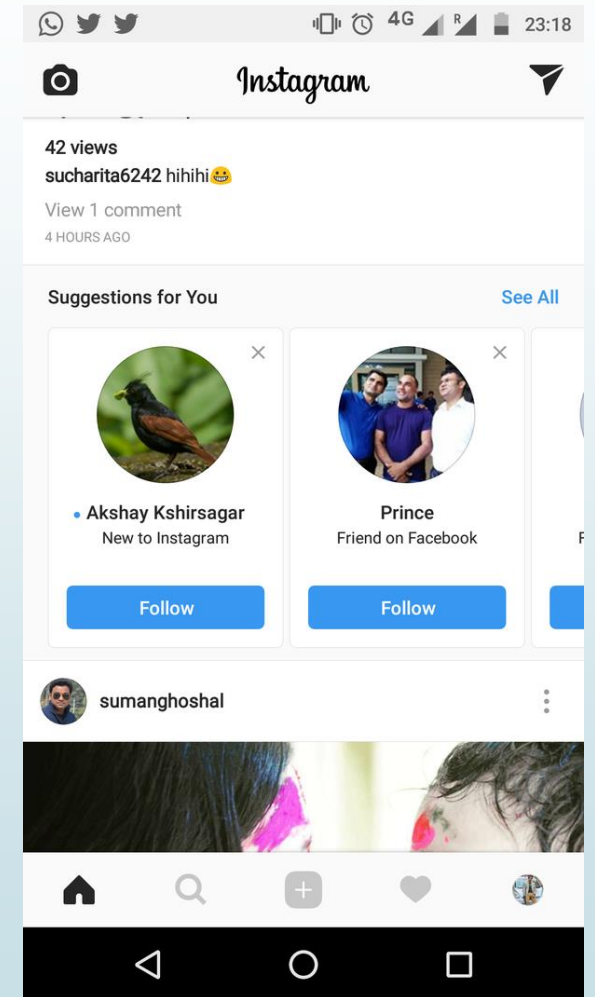 4G R 23:18
Instagram
42 views
sucharita6242 hihihi😀
View 1 comment
4 HOURS AGO
Suggestions for You See All
Akshay Kshirsagar
New to Instagram
Follow
Prince
Friend on Facebook
Follow
F
sumanghoshal